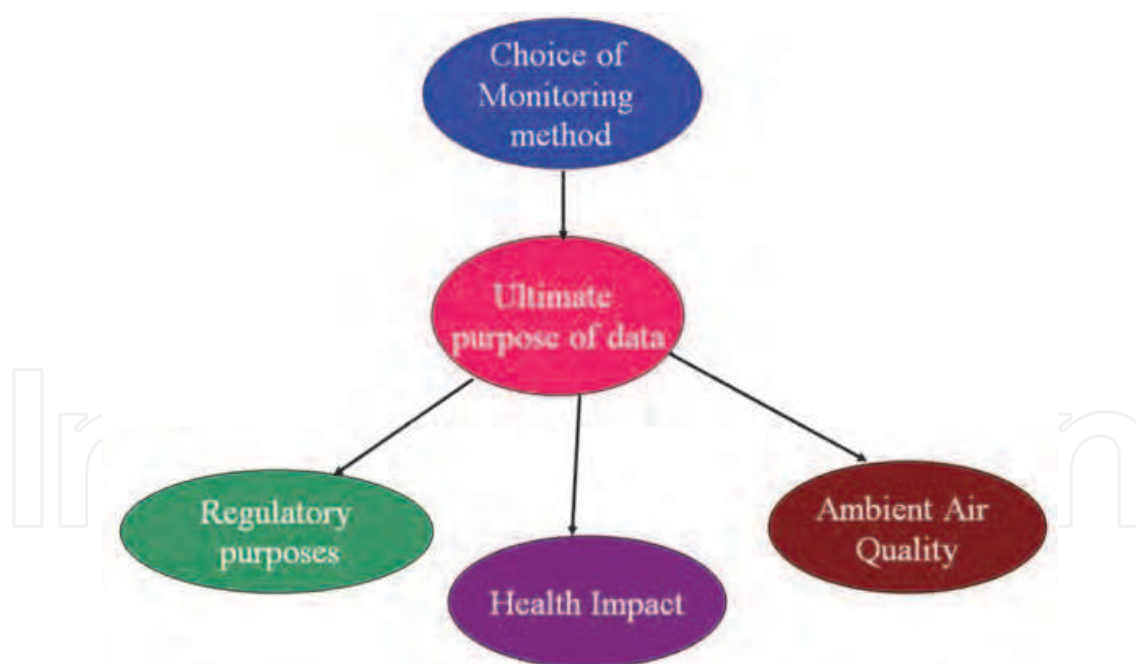 Choice of
Monitoring
method
Ultimate
purpose of data
Regulatory
purposes
Health Impact
Ambient Air
Quality